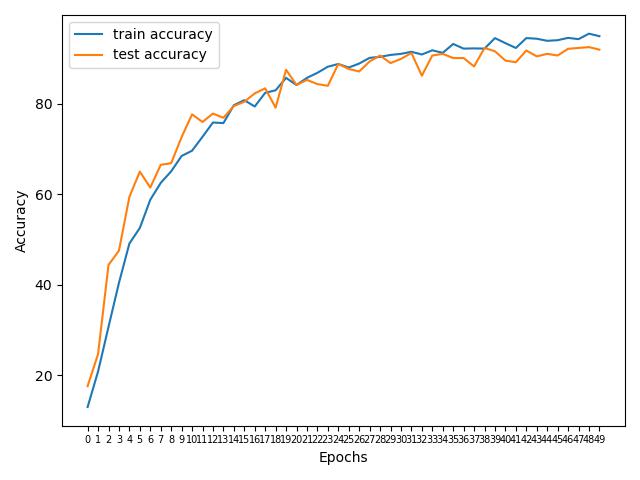 train accuracy
test accuracy
80
60
40
20
Accuracy
0 1 2 3 4 5 6 7 8 9 10 11 12 13 14 15 16 17 18 19 20 21 22 23 24 25 26 27 28 29 30 31 32 33 34 35 36 37 38 39 40 41 42 43 44 45 46 47 48 49
Epochs